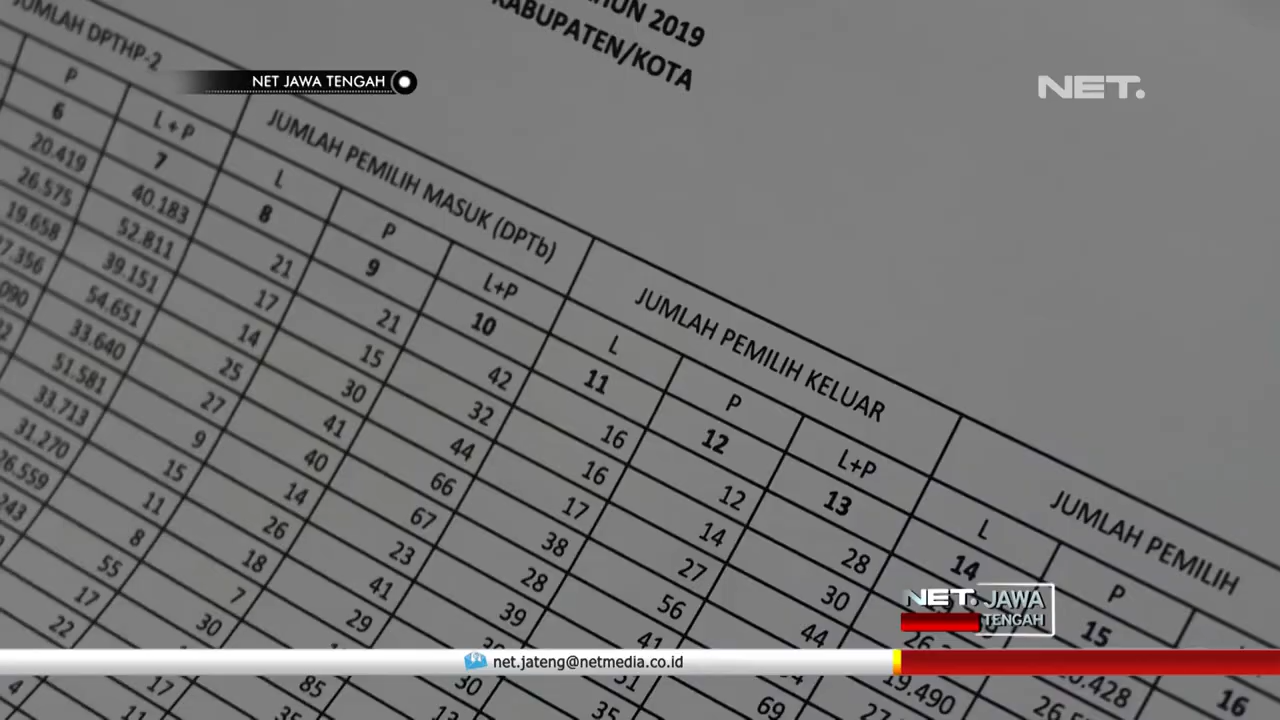 TAHUN 2019
KABUPATEN/KOTA
NET JAWA TENGAH
NET.
JUMLAH DPTHP-2 JUMLAH PEMILIH MASUK (DPTb) JUMLAH PEMILIH KELUAR JUMLAH PEMILIH
P L + P L P L+P L P L+P L P
6 7 8 9 10 11 12 13 14 15 16
20.419 40.183 21 21 42 16 12 28
26.575 52.811 17 15 32 16 14 30
19.658 39.151 14 30 44 17 27 44 19.490
54.651 25 41 66 38 56
33.640 27 40 67 28 41 69
51.581 9 14 23 39
33.713 15 26 41
31.270 11 18 29
26.559 8 7
55 30 85
17
22 17
NET. JAWA
TENGAH
net.jateng@netmedia.co.id